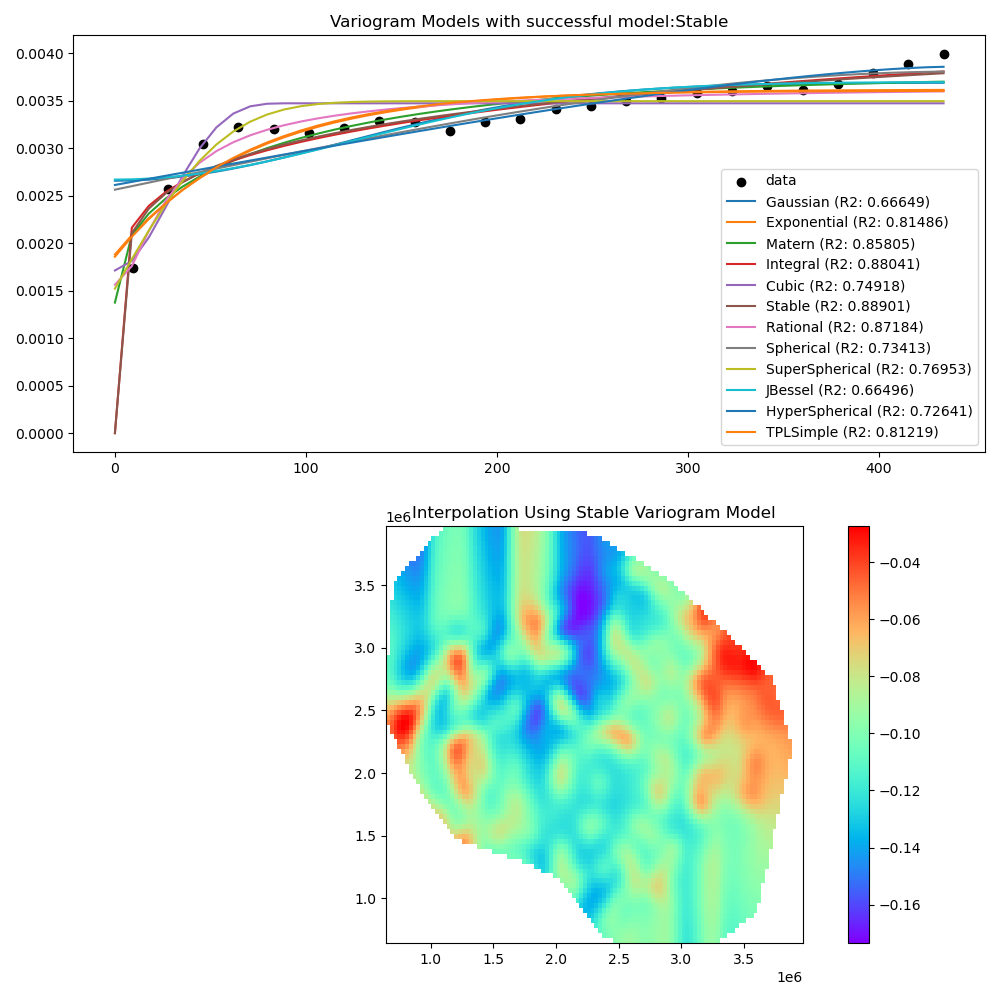 Variogram Models with successful model:Stable
0.0040
0.0035
0.0030
0.0025
0.0020
0.0015
0.0010
0.0005
0.0000
0
100
200
300
400
data
Gaussian (R2: 0.66649)
Exponential (R2: 0.81486)
Matern (R2: 0.85805)
Integral (R2: 0.88041)
Cubic (R2: 0.74918)
Stable (R2: 0.88901)
Rational (R2: 0.87184)
Spherical (R2: 0.73413)
SuperSpherical (R2: 0.76953)
JBessel (R2: 0.66496)
HyperSpherical (R2: 0.72641)
TPLSimple (R2: 0.81219)
Interpolation Using Stable Variogram Model
1e6
3.5
3.0
2.5
2.0
1.5
1.0
1.0
1.5
2.0
2.5
3.0
3.5
1e6
−0.04
−0.06
−0.08
−0.10
−0.12
−0.14
−0.16